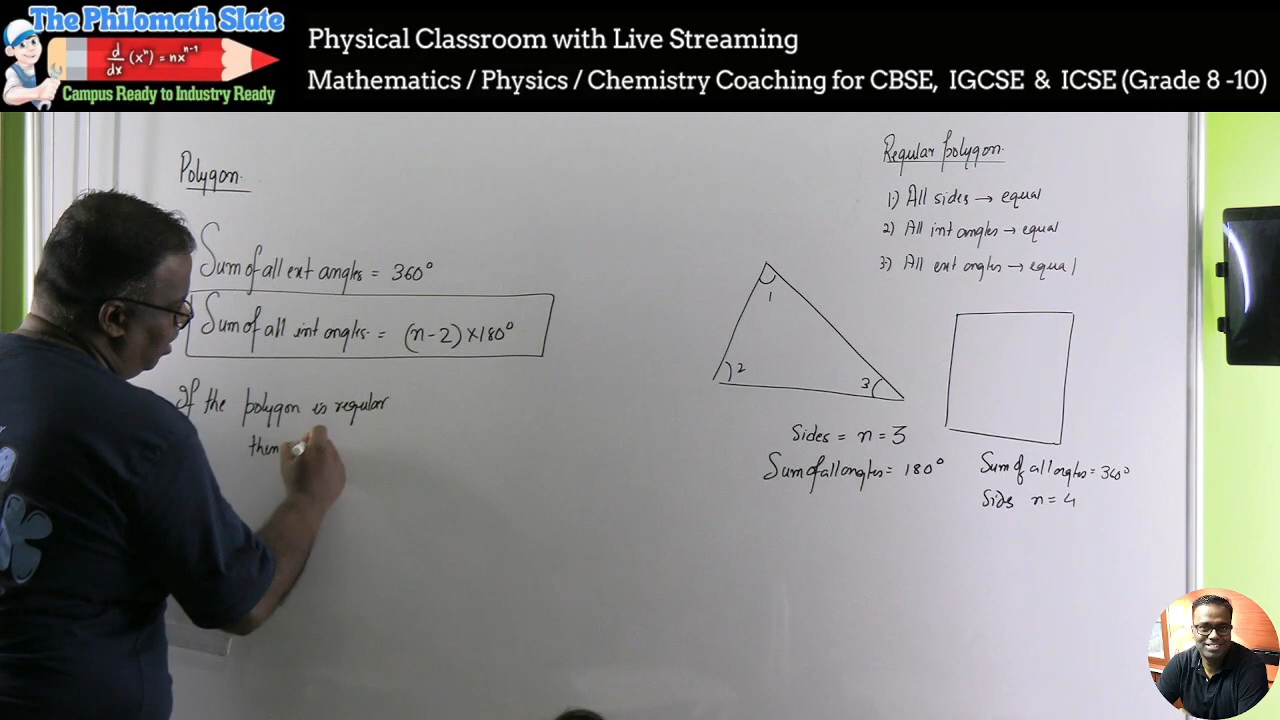 The Philomath Slate
d/dx (xⁿ) = nxⁿ⁻¹
Campus Ready to Industry Ready
Physical Classroom with Live Streaming
Mathematics / Physics / Chemistry Coaching for CBSE, IGCSE & ICSE (Grade 8 -10)
Polygon.
Sum of all ext angles = 360°
Sum of all int angles = (n-2)×180°
If the polygon is regular
then
Regular polygon.
1) All sides → equal
2) All int angles → equal
3) All ext angles → equal
1
2
3
Sides = n = 3
Sum of all angles = 180°
Sum of all angles = 360°
Sides n = 4